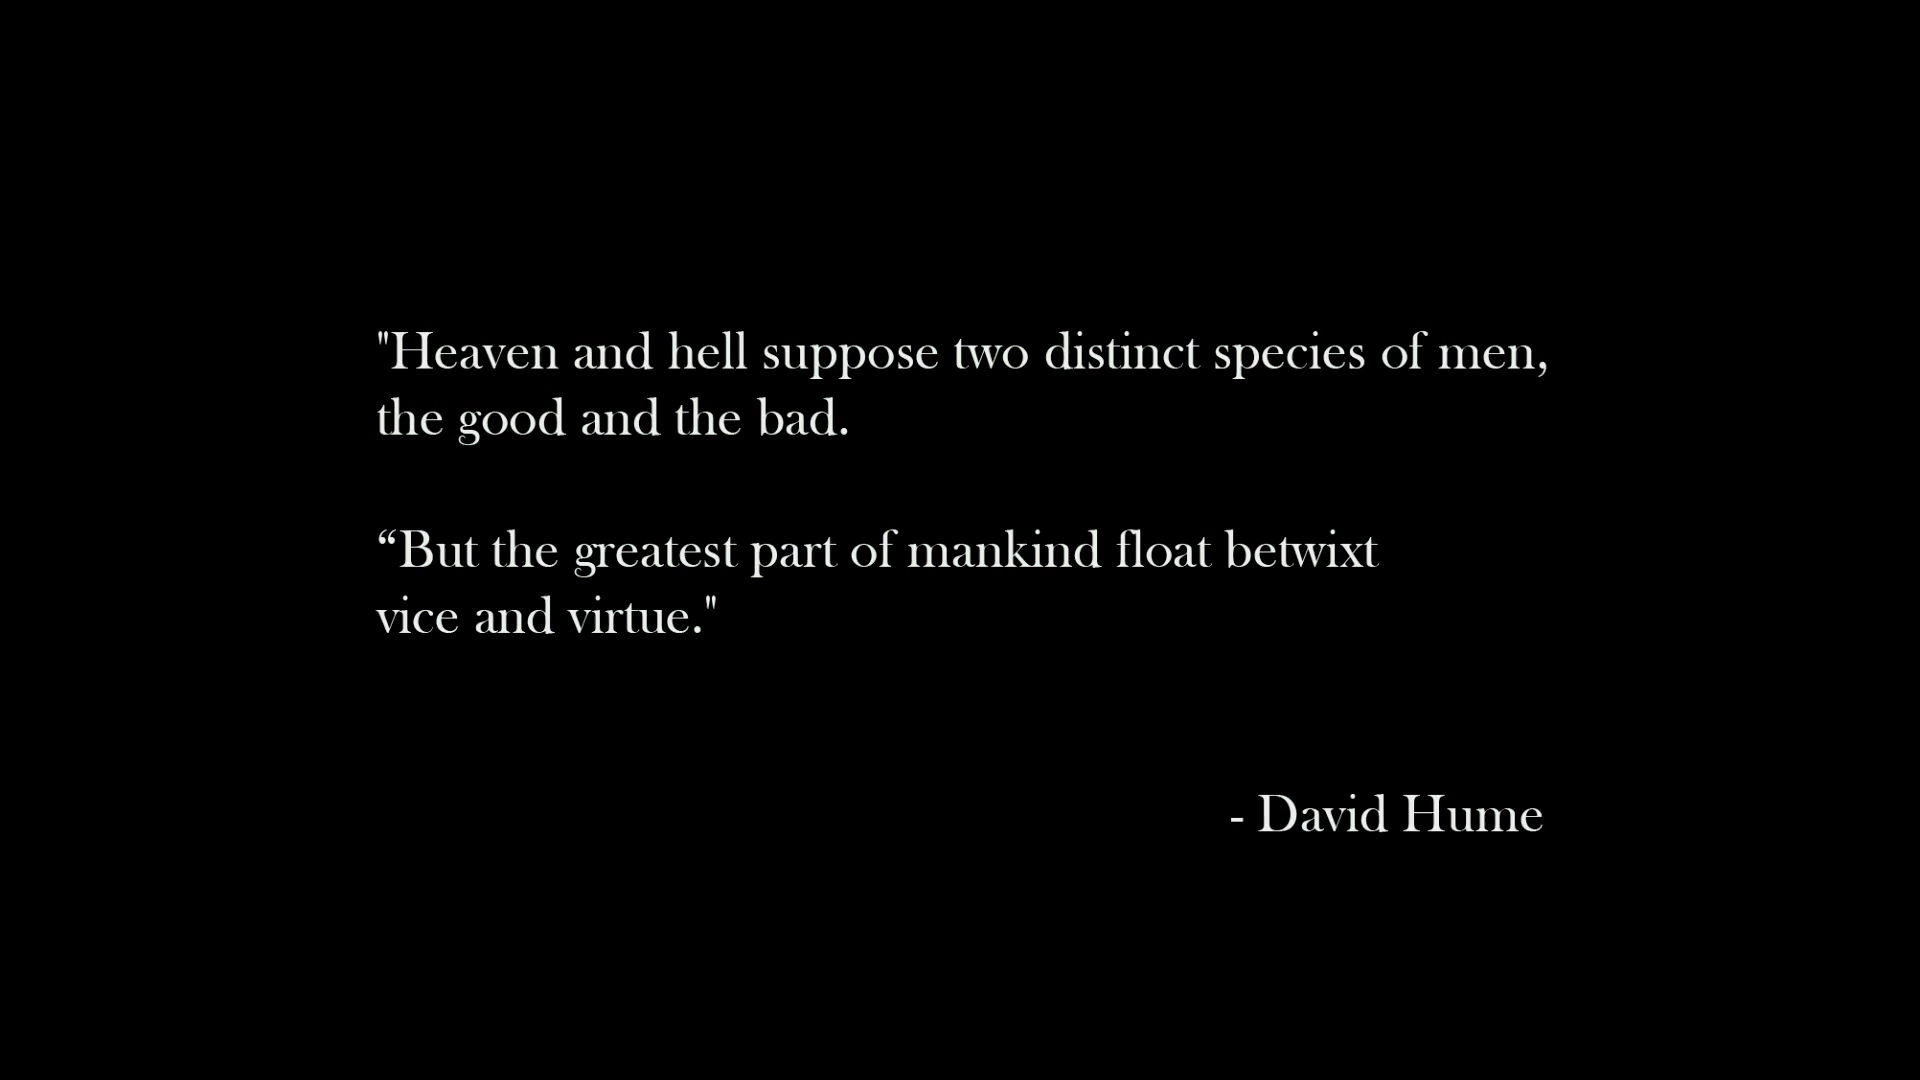 "Heaven and hell suppose two distinct species of men,
the good and the bad.
“But the greatest part of mankind float betwixt
vice and virtue."
- David Hume